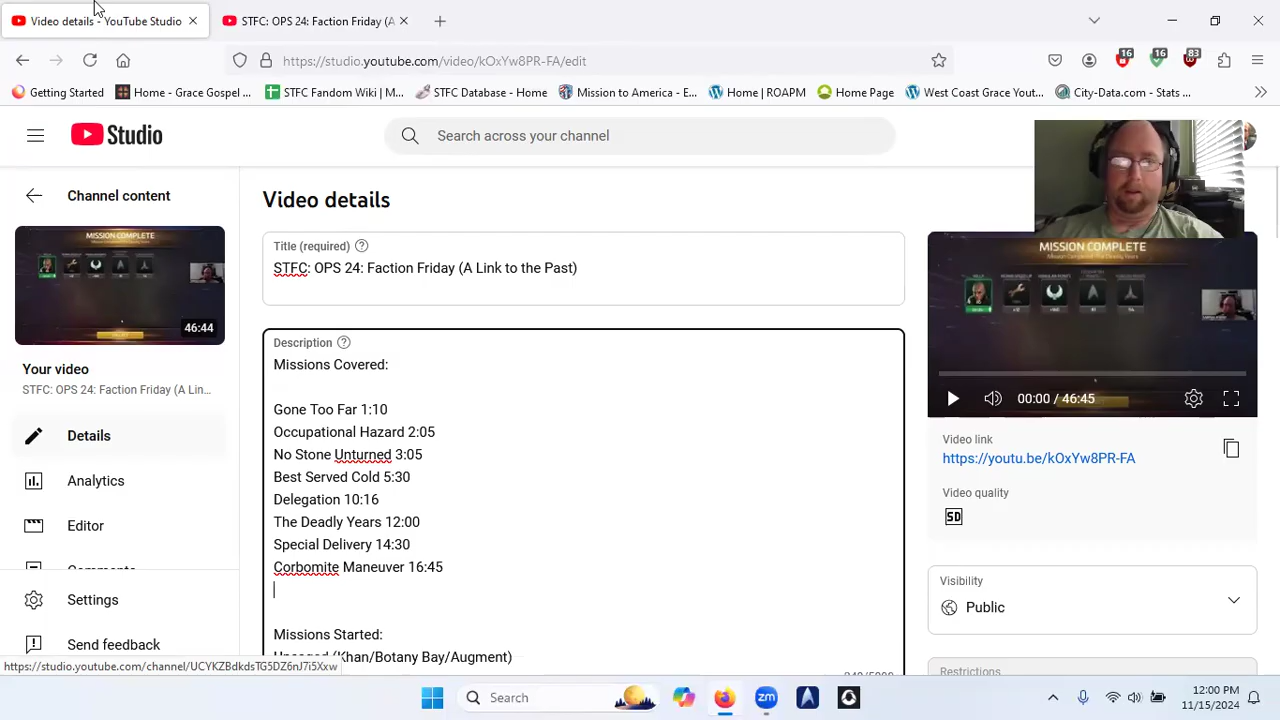 Video details - YouTube Studio
STFC: OPS 24: Faction Friday (A
https://studio.youtube.com/video/kOxYw8PR-FA/edit
16
16
83
Getting Started
Home - Grace Gospel ...
STFC Fandom Wiki | M...
STFC Database - Home
Mission to America - E...
Home | ROAPM
Home Page
West Coast Grace Yout...
City-Data.com - Stats ...
Studio
Search across your channel
Channel content
Video details
MISSION COMPLETE
46:44
Title (required)
STFC: OPS 24: Faction Friday (A Link to the Past)
MISSION COMPLETE
Your video
STFC: OPS 24: Faction Friday (A Lin...
Description
Missions Covered:
Gone Too Far 1:10
Occupational Hazard 2:05
No Stone Unturned 3:05
Best Served Cold 5:30
Delegation 10:16
The Deadly Years 12:00
Special Delivery 14:30
Corbomite Maneuver 16:45
Missions Started:
(Khan/Botany Bay/Augment)
00:00 / 46:45
Video link
https://youtu.be/kOxYw8PR-FA
Video quality
SD
Visibility
Public
Restrictions
Details
Analytics
Editor
Comments
Settings
Send feedback
https://studio.youtube.com/channel/UCYKZBdkdsTG5DZ6nJ7i5Xxw
Search
zm
12:00 PM
11/15/2024